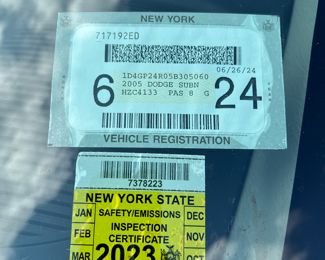 NEW YORK
717192ED
06/26/24
1D4GP24R05B305060
2005 DODGE SUBN
HZC4133 PAS 8 G
6 24
VEHICLE REGISTRATION
7378223
NEW YORK STATE
JAN SAFETY/EMISSIONS DEC
FEB INSPECTION NOV
MAR CERTIFICATE OCT
2023